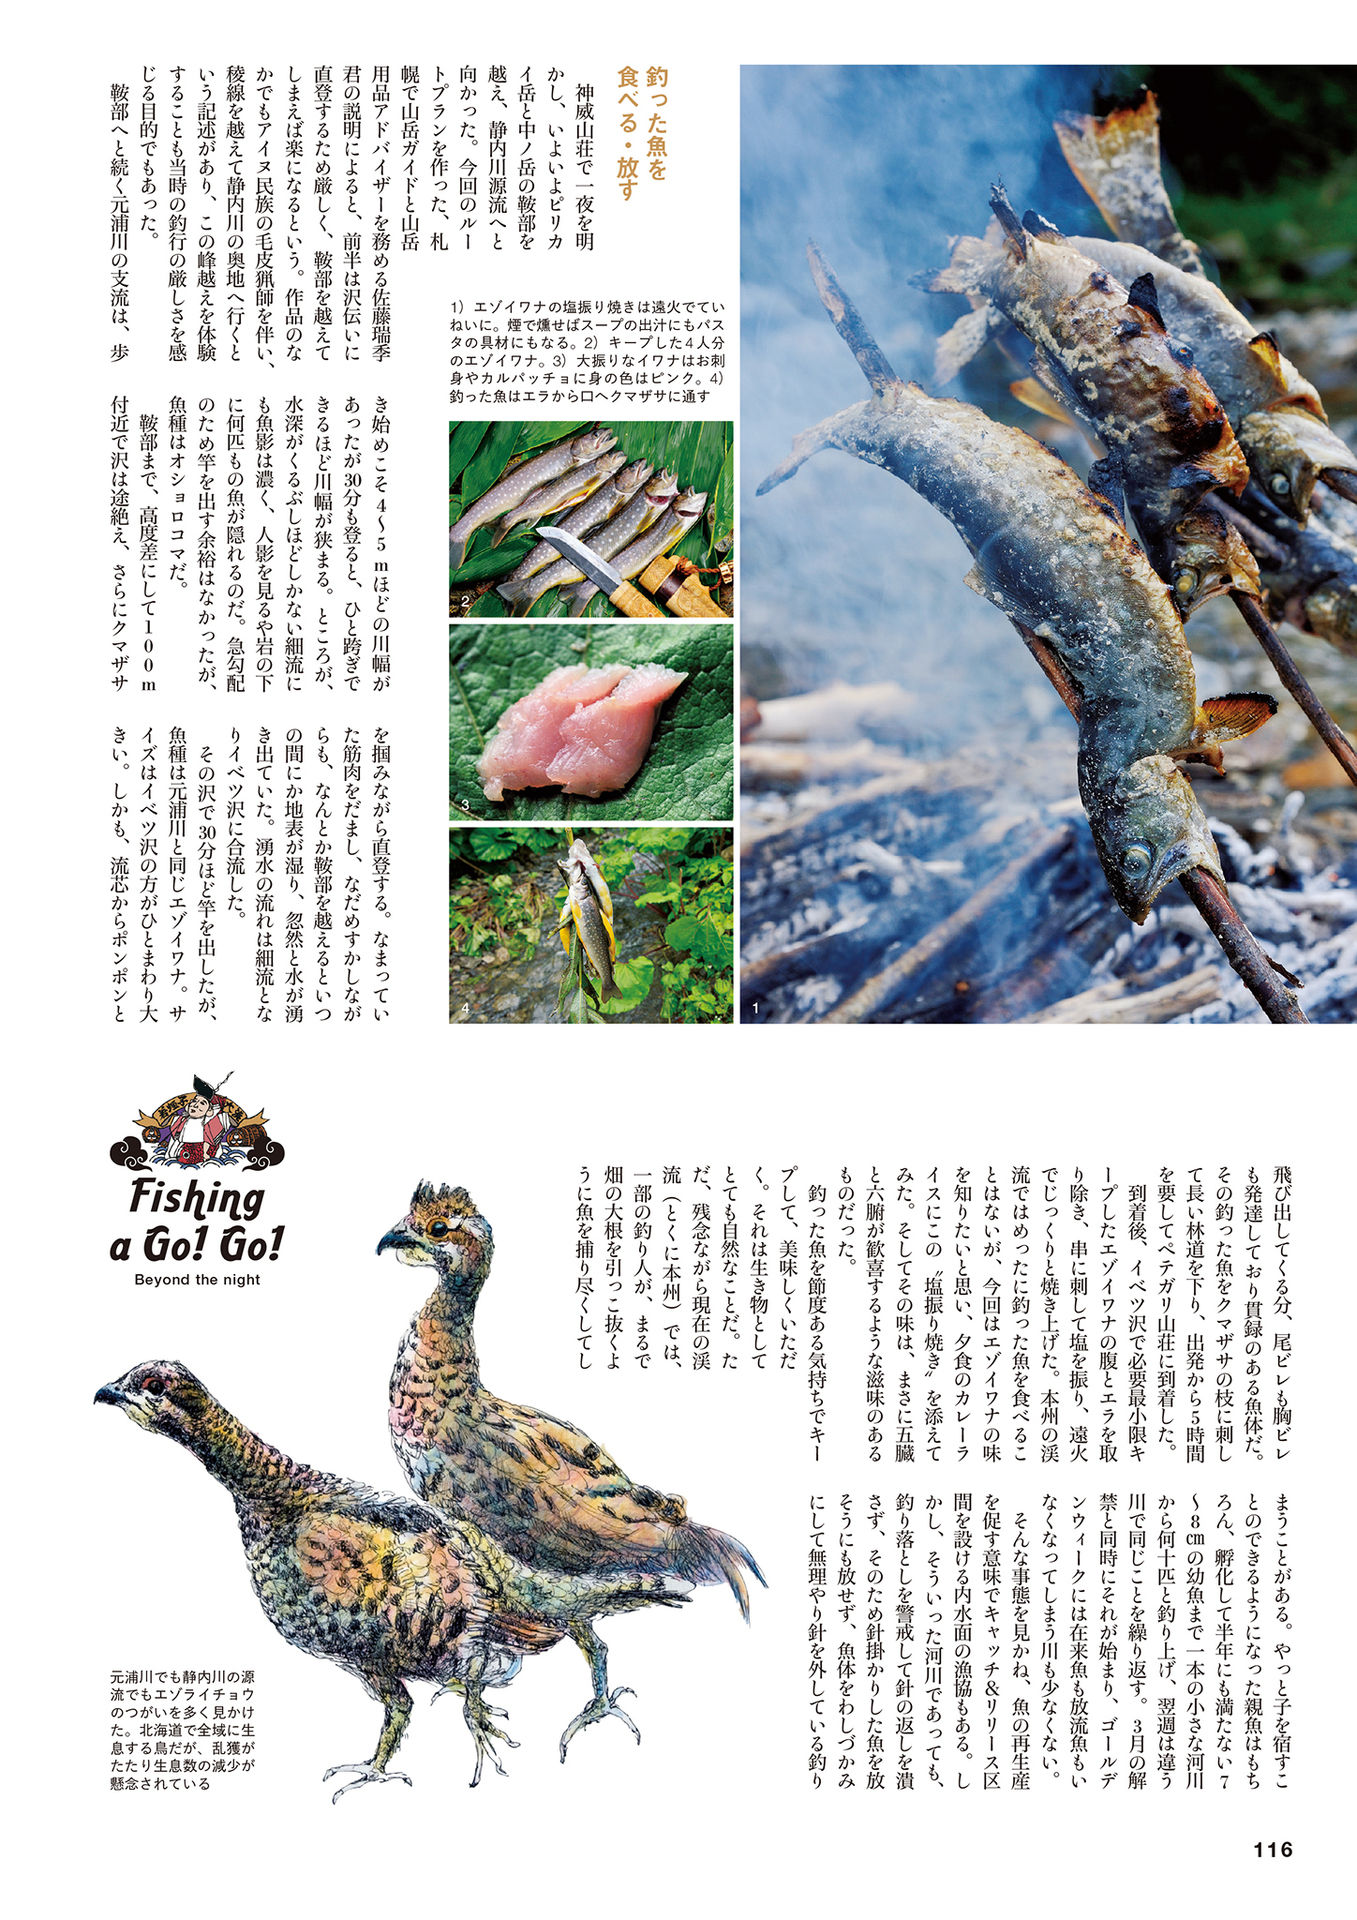 釣った魚を
食べる・放す
　神威山荘で一夜を明
かし、いよいよピリカ
イ岳と中ノ岳の鞍部を
越え、静内川源流へと
向かった。今回のルー
トプランを作った、札
幌で山岳ガイドと山岳
用品アドバイザーを務める佐藤瑞季
君の説明によると、前半は沢伝いに
直登するため厳しく、鞍部を越えて
しまえば楽になるという。作品のな
かでもアイヌ民族の毛皮猟師を伴い、
稜線を越えて静内川の奥地へ行くと
いう記述があり、この峰越えを体験
することも当時の釣行の厳しさを感
じる目的でもあった。
　鞍部へと続く元浦川の支流は、歩
き始めこそ4〜5mほどの川幅が
あったが30分も登ると、ひと跨ぎで
きるほど川幅が狭まる。ところが、
水深がくるぶしほどしかない細流に
も魚影は濃く、人影を見るや岩の下
に何匹もの魚が隠れるのだ。急勾配
のため竿を出す余裕はなかったが、
魚種はオショロコマだ。
　鞍部まで、高度差にして100m
付近で沢は途絶え、さらにクマザサ
を掴みながら直登する。なまってい
た筋肉をだまし、なだめすかしなが
らも、なんとか鞍部を越えるといつ
の間にか地表が湿り、忽然と水が湧
き出ていた。湧水の流れは細流とな
りイベツ沢に合流した。
　その沢で30分ほど竿を出したが、
魚種は元浦川と同じエゾイワナ。サ
イズはイベツ沢の方がひとまわり大
きい。しかも、流芯からポンポンと
1）エゾイワナの塩振り焼きは遠火でてい
ねいに。煙で燻せばスープの出汁にもパス
タの具材にもなる。2）キープした4人分
のエゾイワナ。3）大振りなイワナはお刺
身やカルパッチョに身の色はピンク。4）
釣った魚はエラから口へクマザサに通す
1
2
3
4
飛び出してくる分、尾ビレも胸ビレ
も発達しており貫録のある魚体だ。
その釣った魚をクマザサの枝に刺し
て長い林道を下り、出発から5時間
を要してペテガリ山荘に到着した。
　到着後、イベツ沢で必要最小限キ
ープしたエゾイワナの腹とエラを取
り除き、串に刺して塩を振り、遠火
でじっくりと焼き上げた。本州の渓
流ではめったに釣った魚を食べるこ
とはないが、今回はエゾイワナの味
を知りたいと思い、夕食のカレーラ
イスにこの〝塩振り焼き〟を添えて
みた。そしてその味は、まさに五臓
と六腑が歓喜するような滋味のある
ものだった。
　釣った魚を節度ある気持ちでキー
プして、美味しくいただ
く。それは生き物として
とても自然なことだ。た
だ、残念ながら現在の渓
流（とくに本州）では、
一部の釣り人が、まるで
畑の大根を引っこ抜くよ
うに魚を捕り尽くしてし
まうことがある。やっと子を宿すこ
とのできるようになった親魚はもち
ろん、孵化して半年にも満たない7
〜8㎝の幼魚まで一本の小さな河川
から何十匹と釣り上げ、翌週は違う
川で同じことを繰り返す。3月の解
禁と同時にそれが始まり、ゴールデ
ンウィークには在来魚も放流魚もい
なくなってしまう川も少なくない。
　そんな事態を見かね、魚の再生産
を促す意味でキャッチ&リリース区
間を設ける内水面の漁協もある。し
かし、そういった河川であっても、
釣り落としを警戒して針の返しを潰
さず、そのため針掛かりした魚を放
そうにも放せず、魚体をわしづかみ
にして無理やり針を外している釣り
Fishing
a Go! Go!
Beyond the night
元浦川でも静内川の源
流でもエゾライチョウ
のつがいを多く見かけ
た。北海道で全域に生
息する鳥だが、乱獲が
たたり生息数の減少が
懸念されている
116